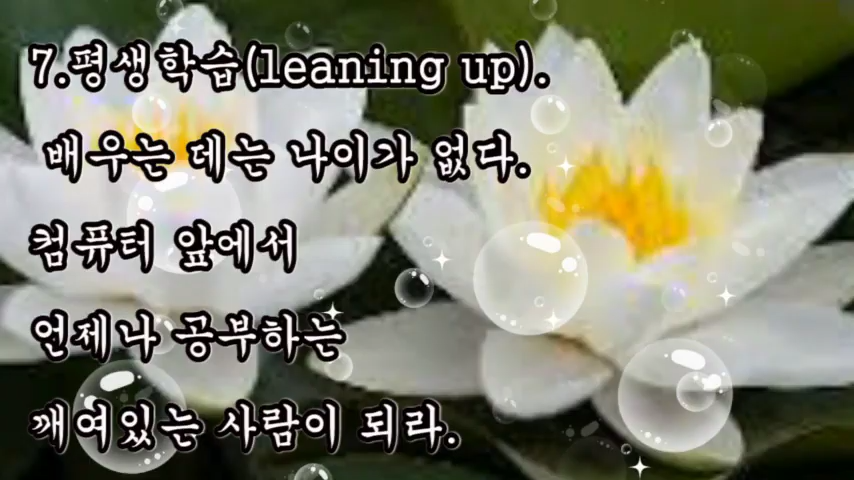 7.평생학습(leaning up).
배우는 데는 나이가 없다.
컴퓨터 앞에서
언제나 공부하는
깨여있는 사람이 되라.